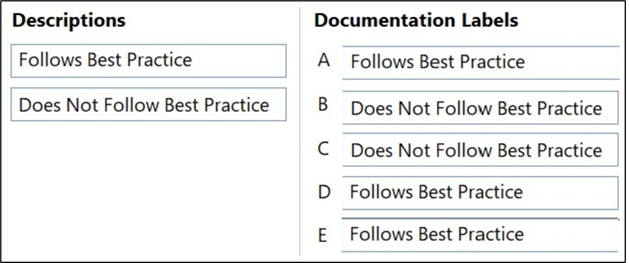 Descriptions
Follows Best Practice
Does Not Follow Best Practice
Documentation Labels
A Follows Best Practice
B Does Not Follow Best Practice
C Does Not Follow Best Practice
D Follows Best Practice
E Follows Best Practice